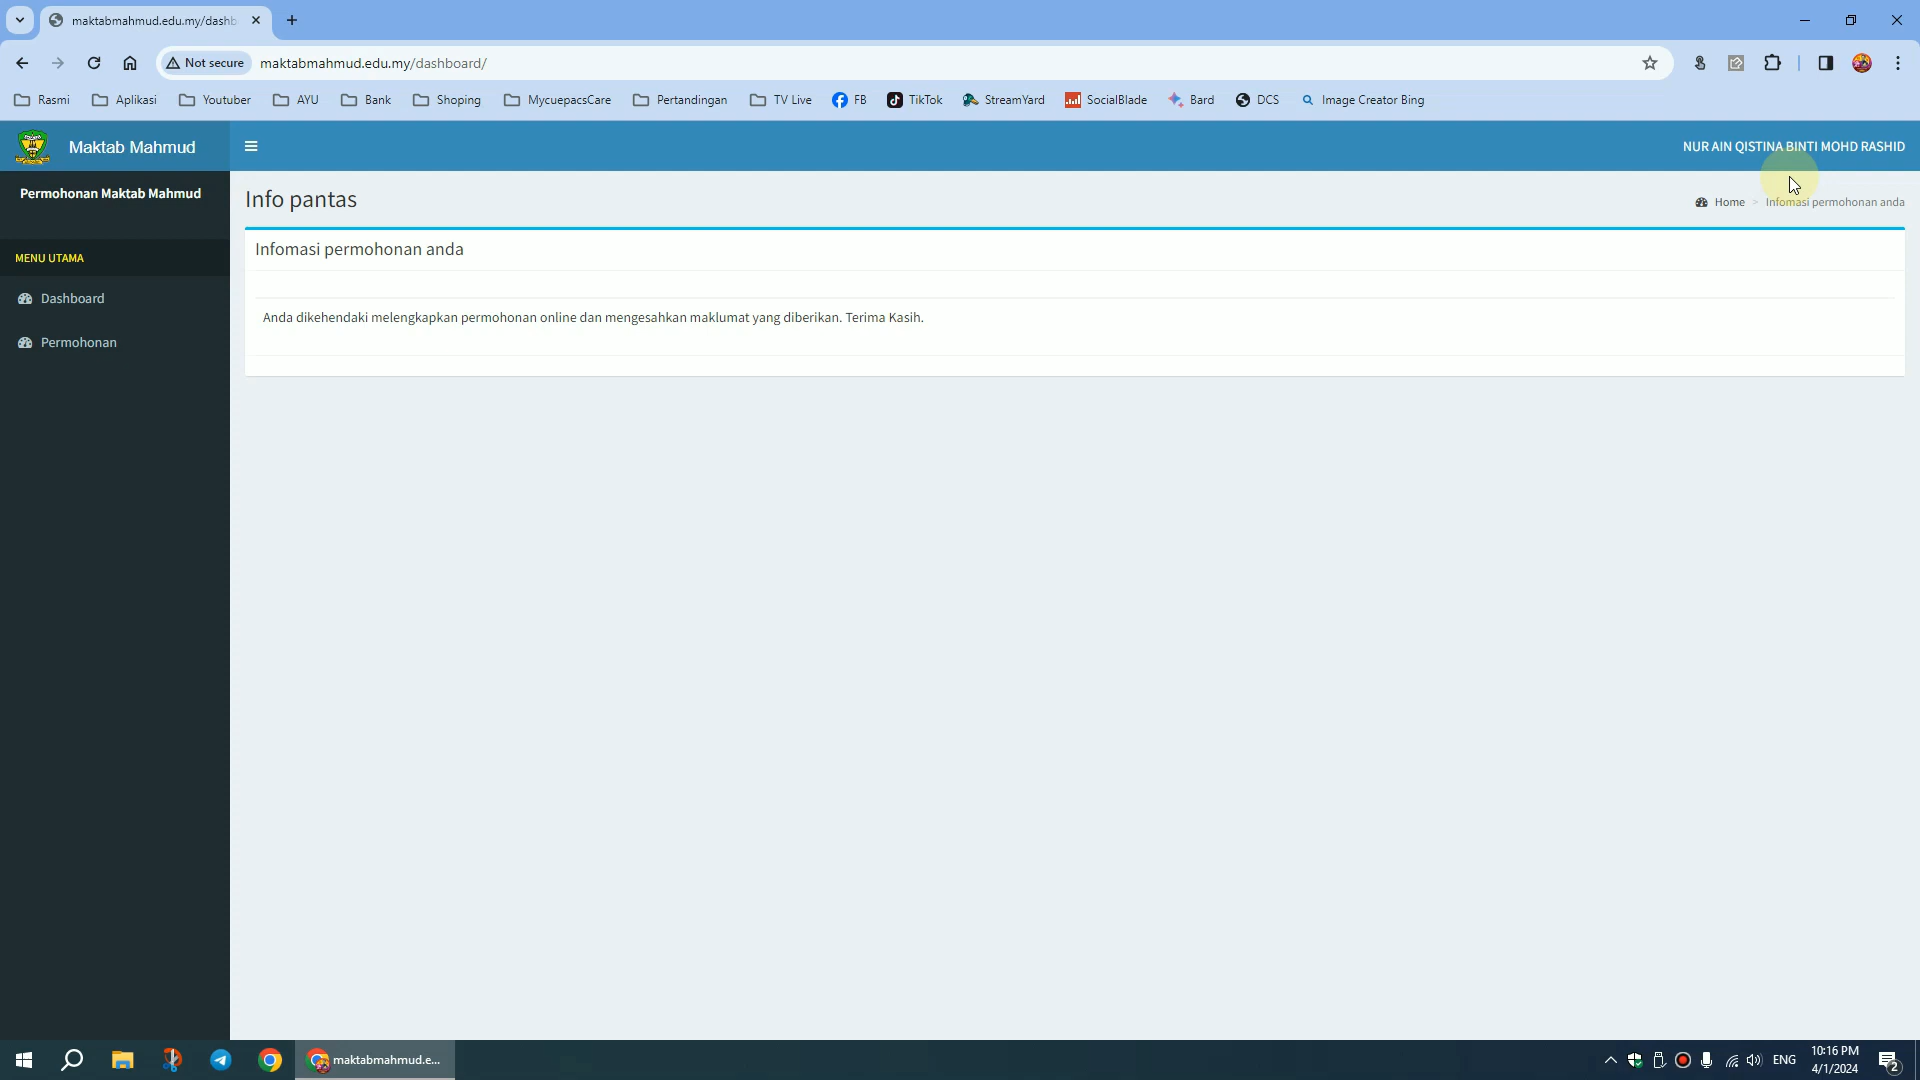 maktabmahmud.edu.my/dashb
Not secure
maktabmahmud.edu.my/dashboard/
Rasmi
Aplikasi
Youtuber
AYU
Bank
Shoping
MycuepacsCare
Pertandingan
TV Live
FB
TikTok
StreamYard
SocialBlade
Bard
DCS
Image Creator Bing
Maktab Mahmud
NUR AIN QISTINA BINTI MOHD RASHID
Permohonan Maktab Mahmud
Info pantas
Home > Infomasi permohonan anda
MENU UTAMA
Infomasi permohonan anda
Dashboard
Anda dikehendaki melengkapkan permohonan online dan mengesahkan maklumat yang diberikan. Terima Kasih.
Permohonan
maktabmahmud.e...
ENG
10:16 PM
4/1/2024
2